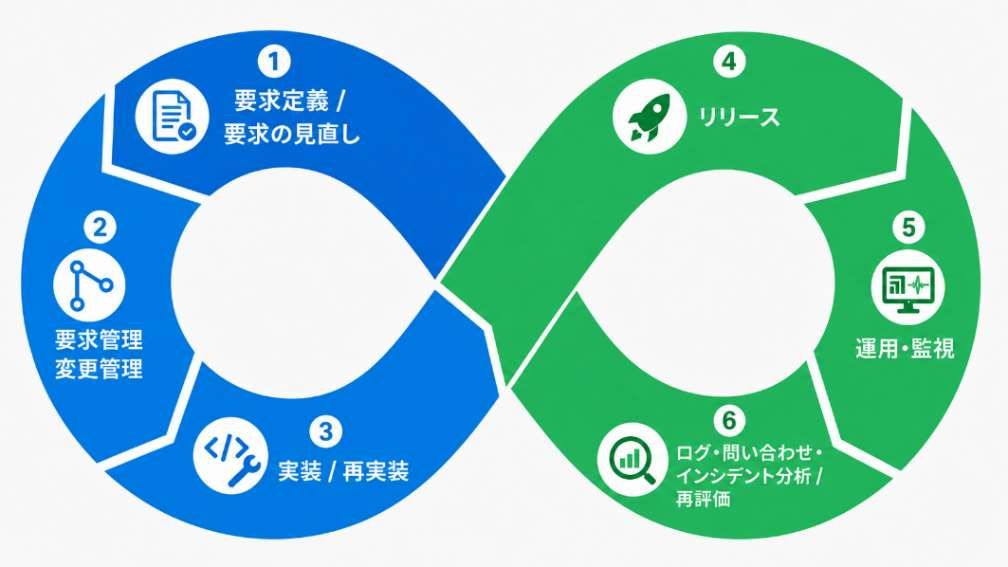 1
要求定義 /
要求の見直し
2
要求管理
変更管理
3
実装 / 再実装
4
リリース
5
運用・監視
6
ログ・問い合わせ・
インシデント分析 /
再評価